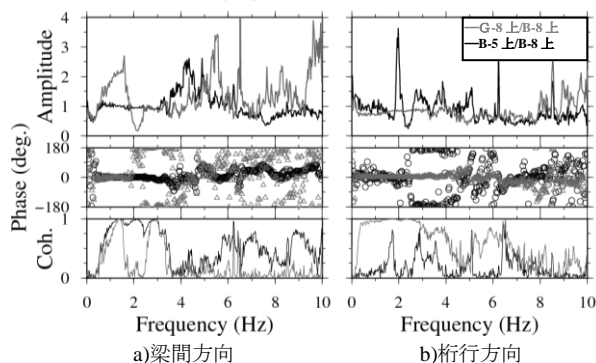 G-8上/B-8上
B-5上/B-8上
Amplitude
4
3
2
1
0
Phase (deg.)
180
0
−180
Coh.
1
0
0 2 4 6 8 10
Frequency (Hz)
a)梁間方向
0 2 4 6 8 10
Frequency (Hz)
b)桁行方向